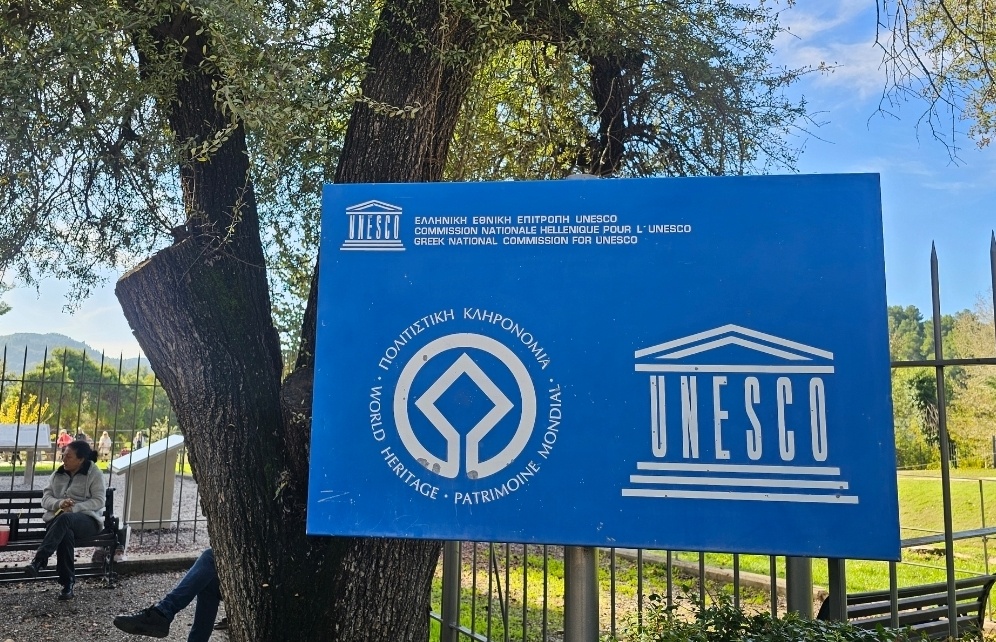 UNESCO
ΕΛΛΗΝΙΚΗ ΕΘΝΙΚΗ ΕΠΙΤΡΟΠΗ UNESCO
COMMISSION NATIONALE HELLENIQUE POUR L'UNESCO
GREEK NATIONAL COMMISSION FOR UNESCO
· ΠΟΛΙΤΙΣΤΙΚΗ ΚΛΗΡΟΝΟΜΙΑ ·
WORLD HERITAGE · PATRIMOINE MONDIAL
UNESCO